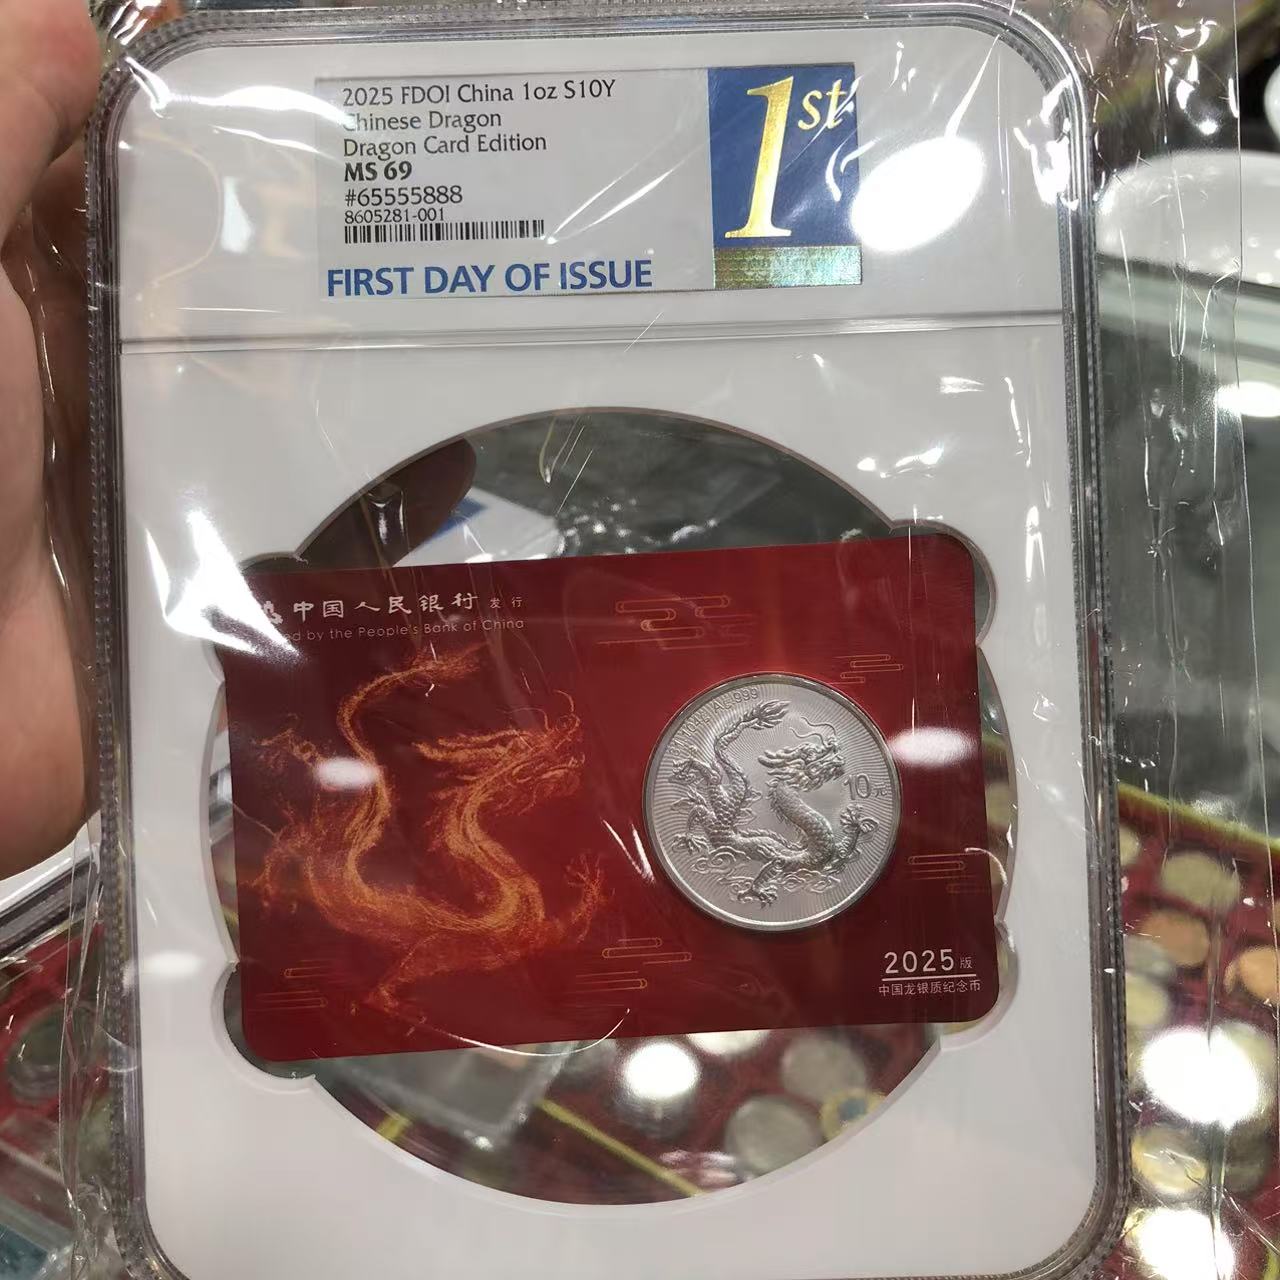 2025 FDOI China 1oz S10Y
Chinese Dragon
Dragon Card Edition
MS 69
#65555888
8605281-001
FIRST DAY OF ISSUE
1st
中国人民银行 发行
by the People's Bank of China
10元
2025版
中国龙银质纪念币